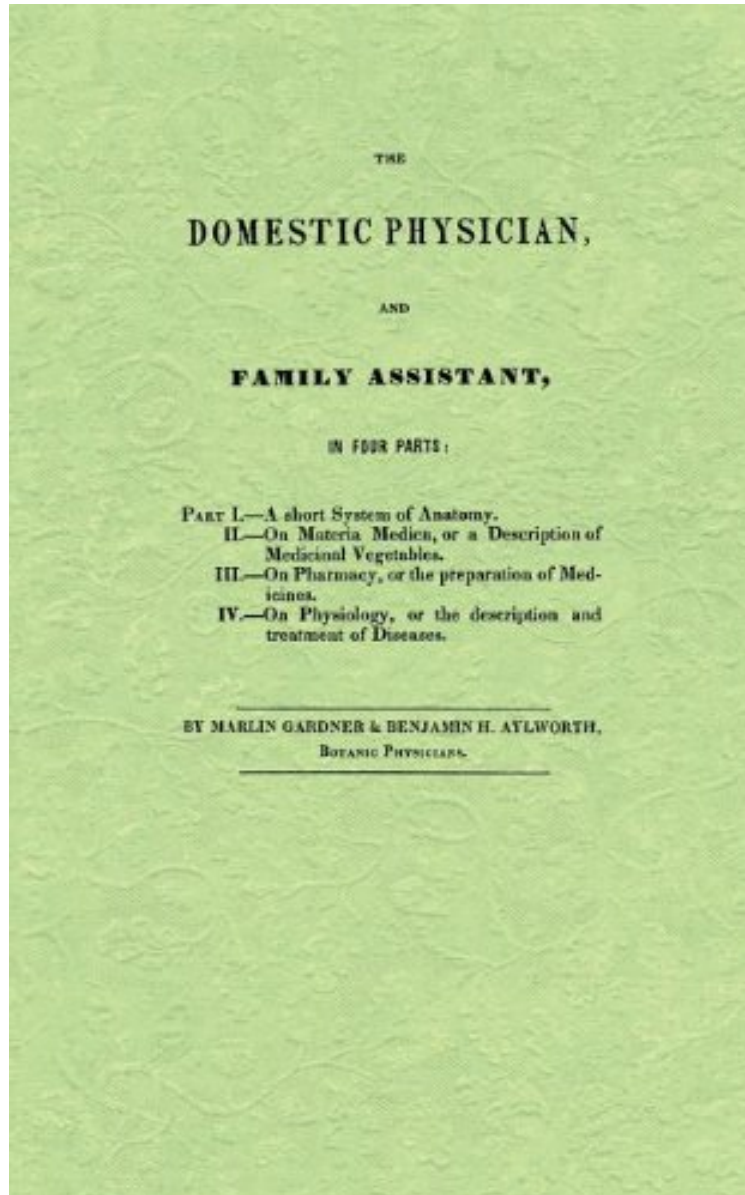 THE
DOMESTIC PHYSICIAN,
AND
FAMILY ASSISTANT,
IN FOUR PARTS:
PART I.—A short System of Anatomy.
II.—On Materia Medica, or a Description of
Medicinal Vegetables.
III.—On Pharmacy, or the preparation of Med-
icines.
IV.—On Physiology, or the description and
treatment of Diseases.
BY MARLIN GARDNER & BENJAMIN H. AYLWORTH,
BOTANIC PHYSICIANS.